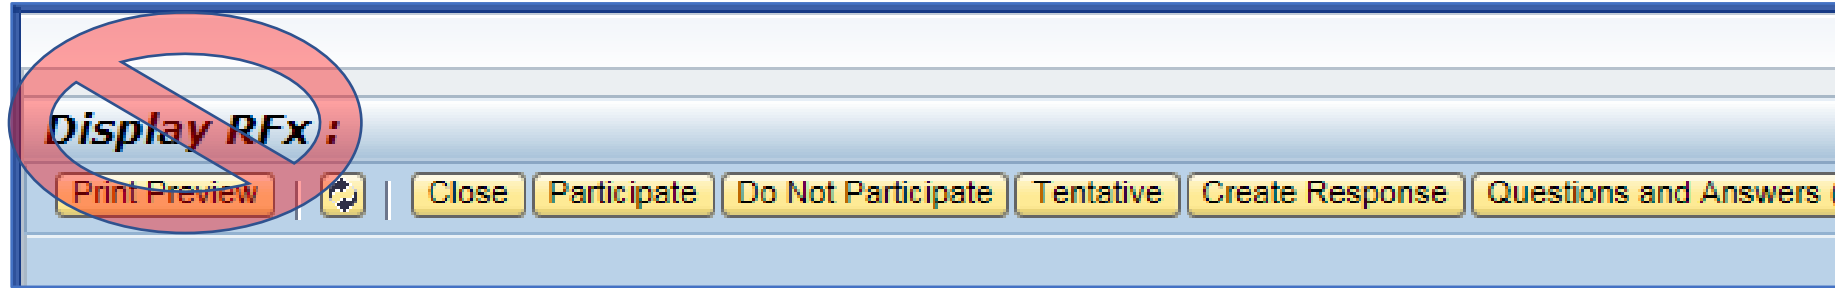 Display RFx :
Print Preview Close Participate Do Not Participate Tentative Create Response Questions and Answers (